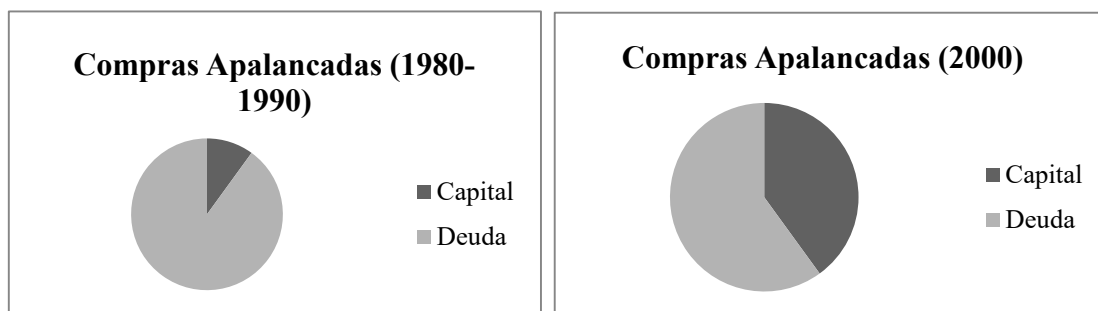 Compras Apalancadas (1980-
1990)
Capital
Deuda
Compras Apalancadas (2000)
Capital
Deuda